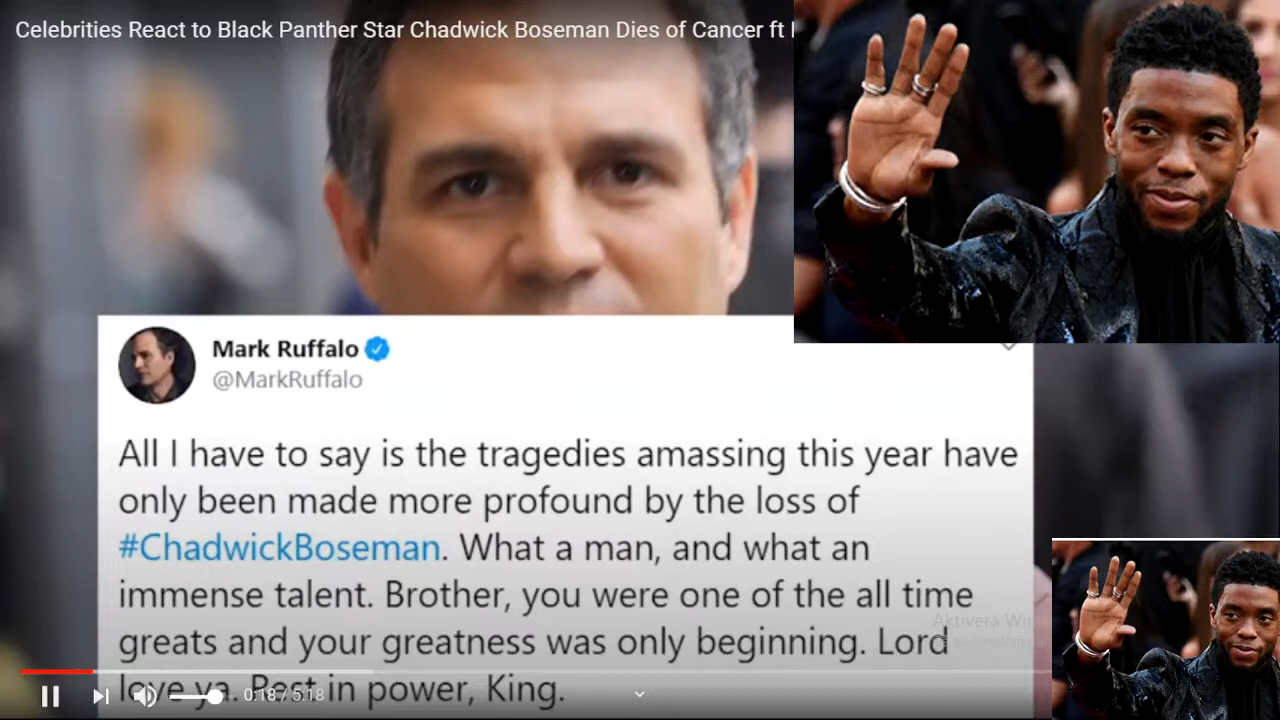 Celebrities React to Black Panther Star Chadwick Boseman Dies of Cancer ft
Mark Ruffalo
@MarkRuffalo
All I have to say is the tragedies amassing this year have
only been made more profound by the loss of
#ChadwickBoseman. What a man, and what an
immense talent. Brother, you were one of the all time
greats and your greatness was only beginning. Lord
love ya. Rest in power, King.
Aktivera Wi
0:18 / 5:18